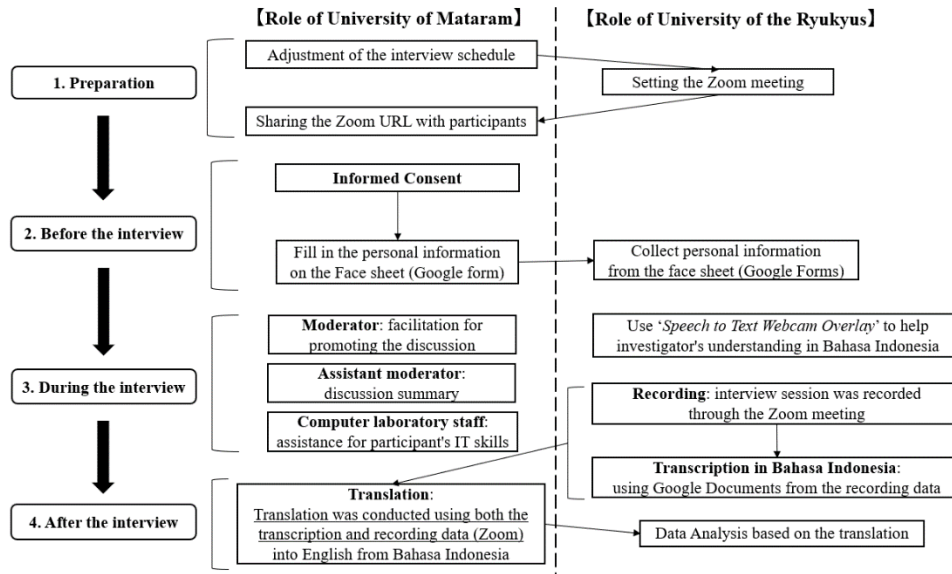 【Role of University of Mataram】
【Role of University of the Ryukyus】
1. Preparation
Adjustment of the interview schedule
Setting the Zoom meeting
Sharing the Zoom URL with participants
2. Before the interview
Informed Consent
Fill in the personal information
on the Face sheet (Google form)
Collect personal information
from the face sheet (Google Forms)
3. During the interview
Moderator: facilitation for
promoting the discussion
Assistant moderator:
discussion summary
Computer laboratory staff:
assistance for participant's IT skills
Use ‘Speech to Text Webcam Overlay’ to help
investigator's understanding in Bahasa Indonesia
Recording: interview session was recorded
through the Zoom meeting
Transcription in Bahasa Indonesia:
using Google Documents from the recording data
4. After the interview
Translation:
Translation was conducted using both the
transcription and recording data (Zoom)
into English from Bahasa Indonesia
Data Analysis based on the translation